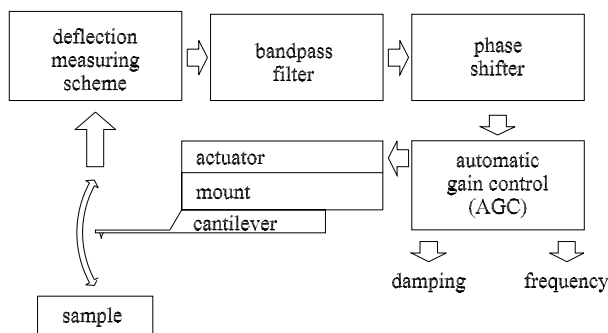 deflection
measuring
scheme
bandpass
filter
phase
shifter
actuator
mount
cantilever
automatic
gain control
(AGC)
damping
frequency
sample